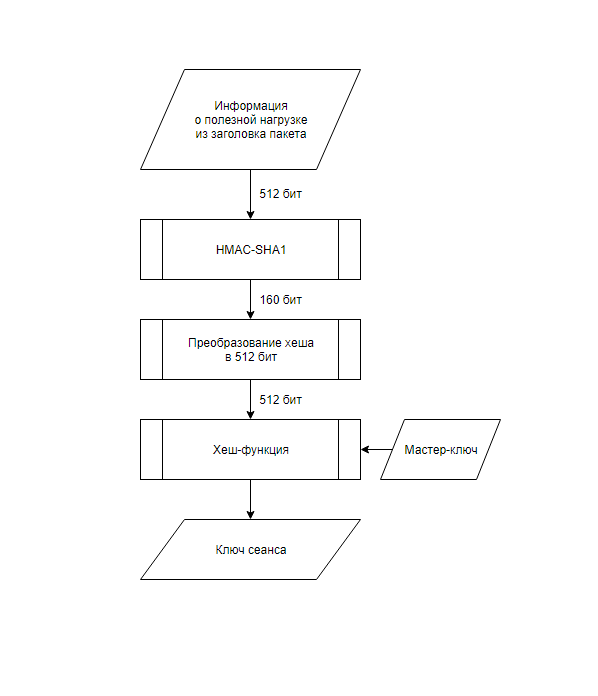 Информация
о полезной нагрузке
из заголовка пакета
512 бит
HMAC-SHA1
160 бит
Преобразование хеша
в 512 бит
512 бит
Хеш-функция
Мастер-ключ
Ключ сеанса